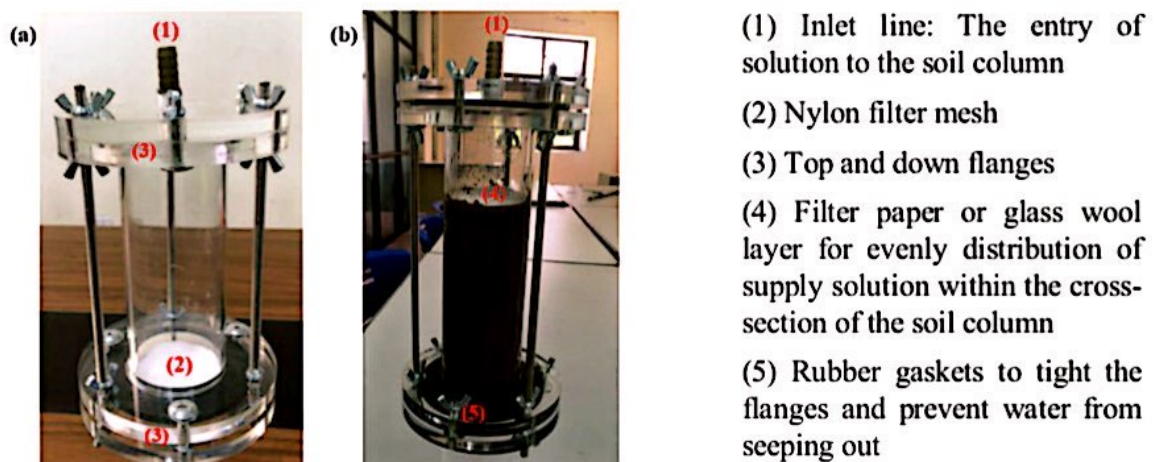 (a)
(1)
(3)
(2)
(3)
(b)
(1)
(4)
(5)
(1) Inlet line: The entry of
solution to the soil column
(2) Nylon filter mesh
(3) Top and down flanges
(4) Filter paper or glass wool
layer for evenly distribution of
supply solution within the cross-
section of the soil column
(5) Rubber gaskets to tight the
flanges and prevent water from
seeping out